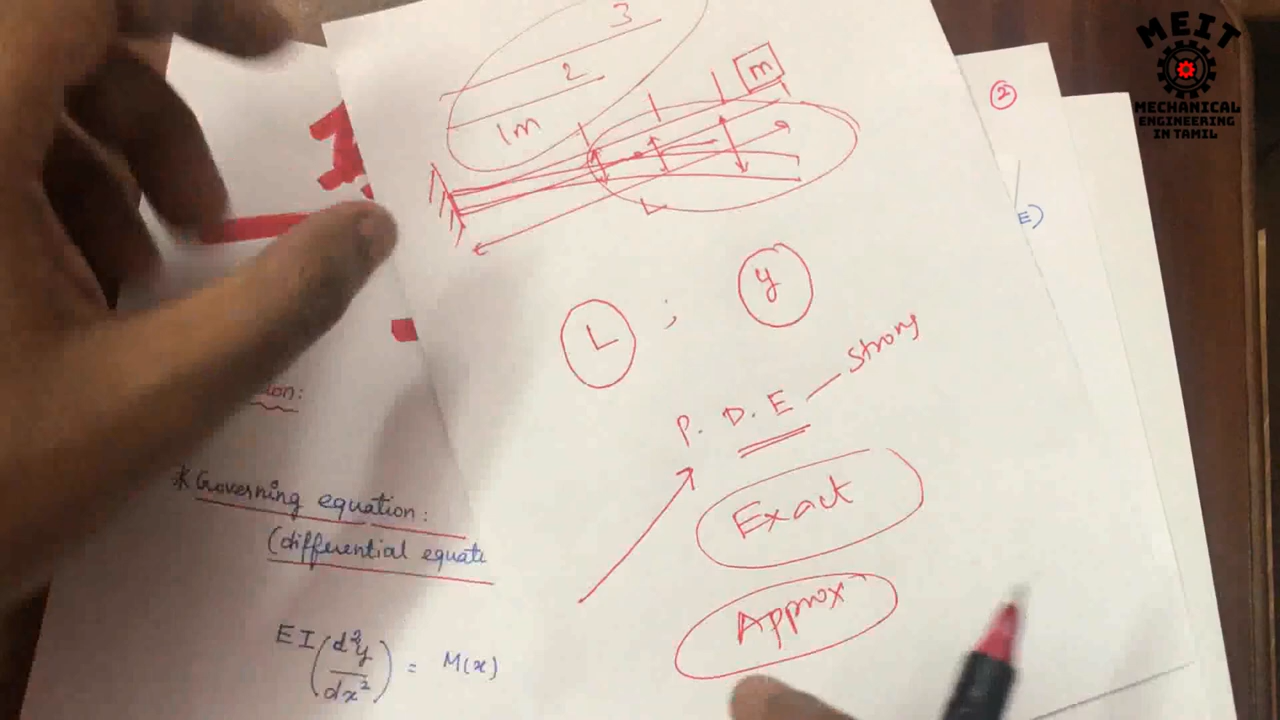 MEIT
MECHANICAL
ENGINEERING
IN TAMIL
3
2
1m
m
L
2
E)
L ; y
P. D. E — Strong
Exact
Approx
* Governing equation:
(differential equati
EI(d²y/dx²) = M(x)